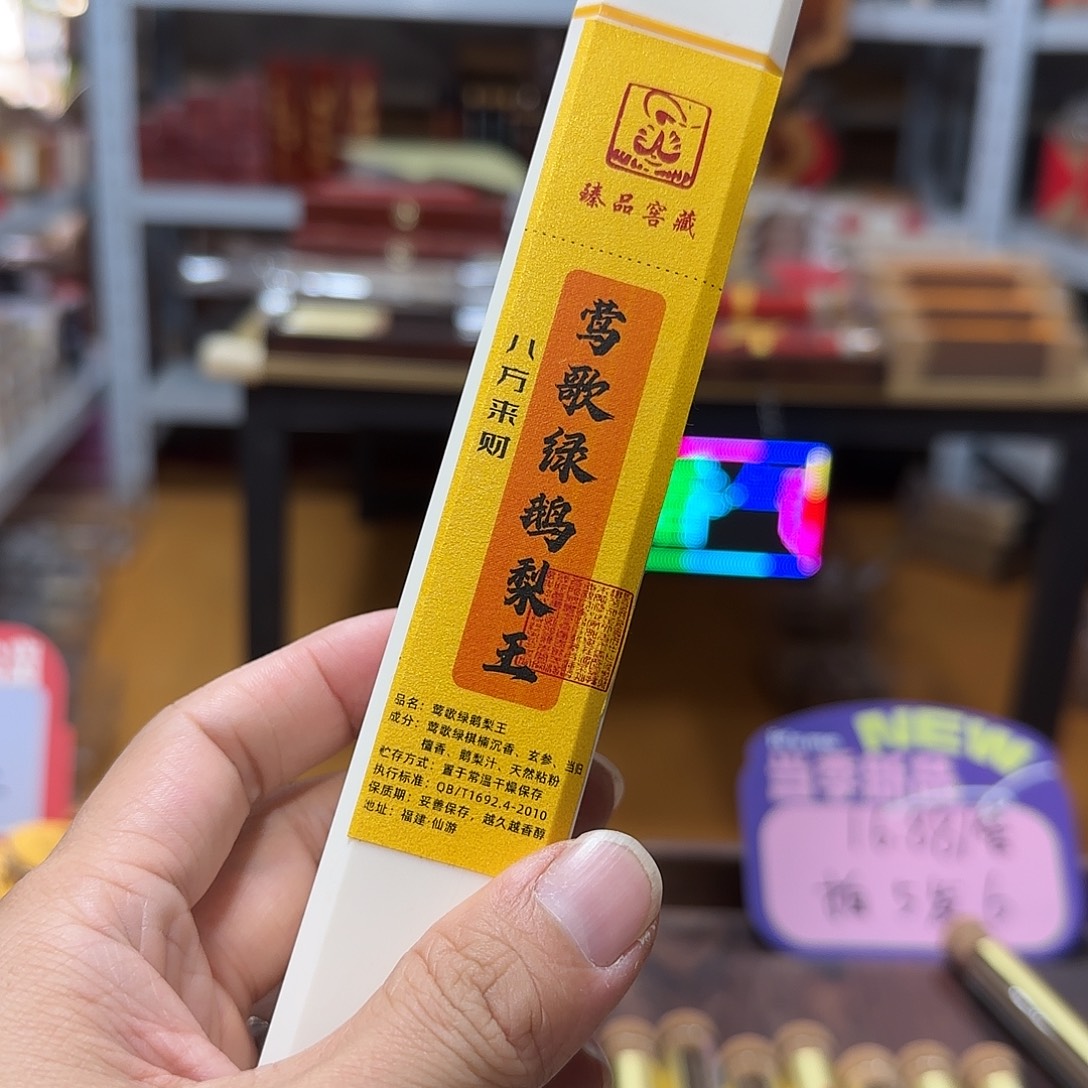 臻品窖藏
莺歌绿鹅梨王
八方来财
品名：莺歌绿鹅梨王
成分：莺歌绿棋楠沉香、玄参、当归
檀香、鹅梨汁、天然粘粉
贮存方式：置于常温干燥保存
执行标准：QB/T1692.4-2010
保质期：妥善保存，越久越香醇
地址：福建·仙游
NEW